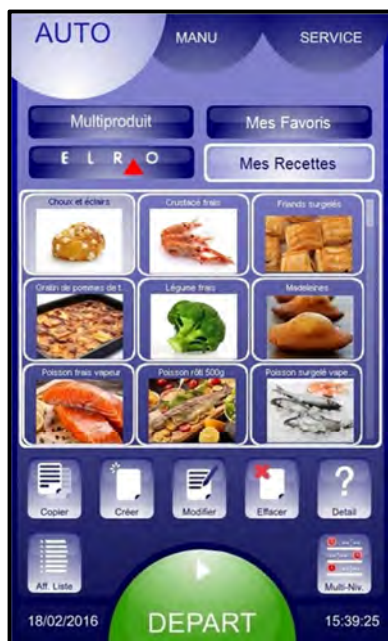 AUTO
MANU
SERVICE
Multiproduit
Mes Favoris
E L R O
Mes Recettes
Choux et éclairs
Crustacé frais
Friands surgelés
Gratin de pommes de t...
Légume frais
Madeleines
Poisson frais vapeur
Poisson rôti 500g
Poisson surgelé vape...
Copier
Créer
Modifier
Effacer
?
Detail
Aff. Liste
Multi-Niv.
18/02/2016
DEPART
15:39:25